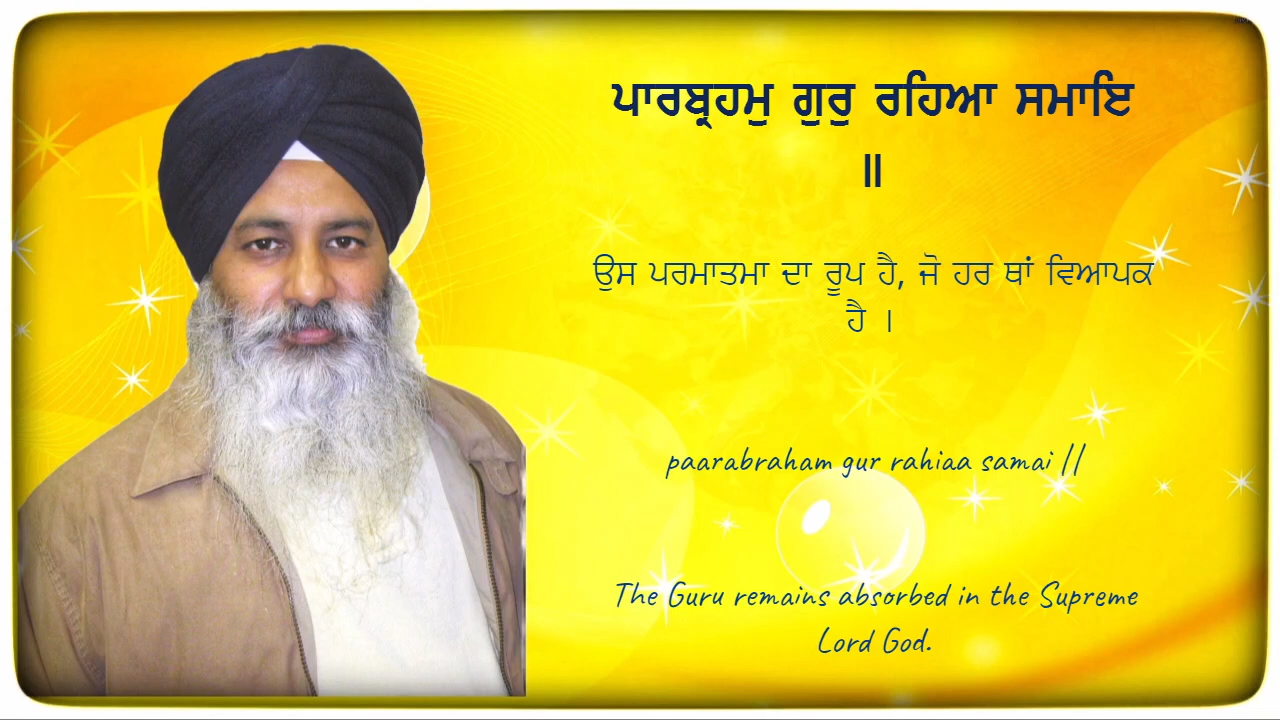 ਪਾਰਬ੍ਰਹਮੁ ਗੁਰੁ ਰਹਿਆ ਸਮਾਇ
॥
ਉਸ ਪਰਮਾਤਮਾ ਦਾ ਰੂਪ ਹੈ, ਜੋ ਹਰ ਥਾਂ ਵਿਆਪਕ
ਹੈ ।
paarabraham gur rahiaa samai ||
The Guru remains absorbed in the Supreme
Lord God.